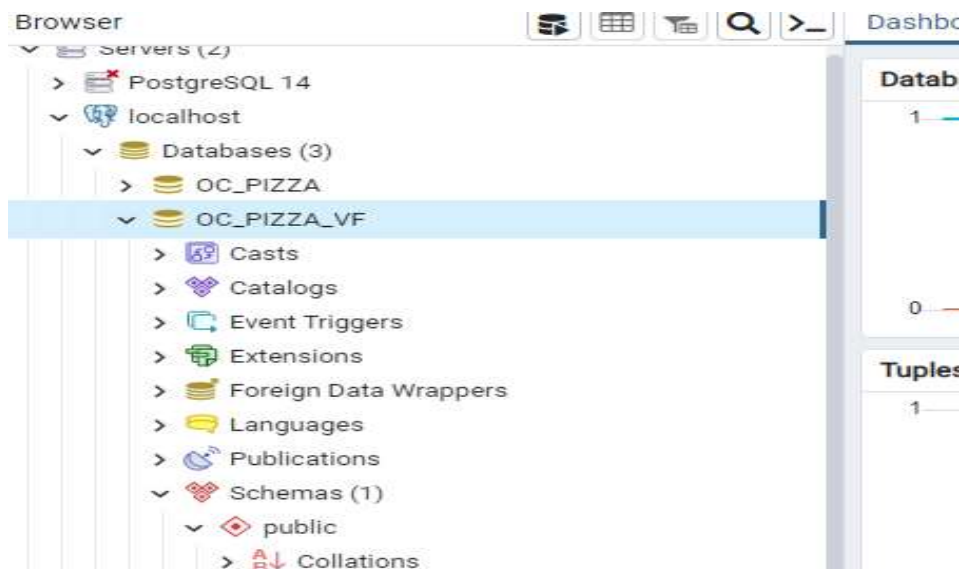 Browser
Dashbo
Servers (2)
PostgreSQL 14
localhost
Databases (3)
OC_PIZZA
OC_PIZZA_VF
Casts
Catalogs
Event Triggers
Extensions
Foreign Data Wrappers
Languages
Publications
Schemas (1)
public
Collations
Datab
1
0
Tuples
1